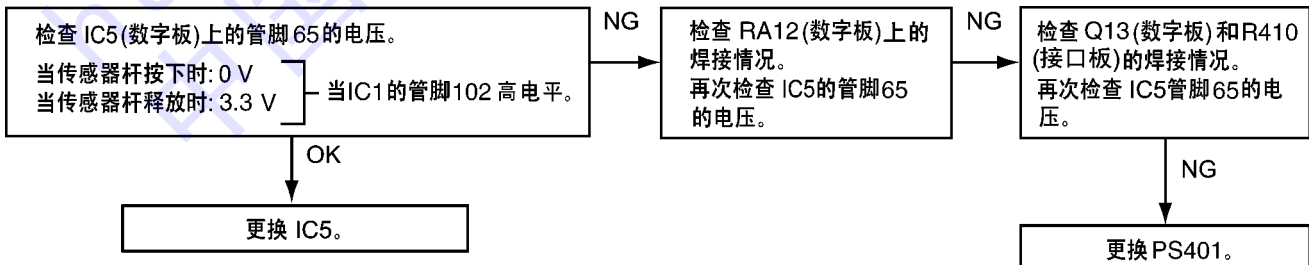 检查 IC5(数字板)上的管脚65的电压。
当传感器杆按下时: 0 V
当传感器杆释放时: 3.3 V
当IC1的管脚102 高电平。
NG
检查 RA12(数字板)上的
焊接情况。
再次检查 IC5的管脚65
的电压。
NG
检查 Q13(数字板)和R410
(接口板)的焊接情况。
再次检查 IC5管脚65的电
压。
OK
NG
更换 IC5。
更换PS401。